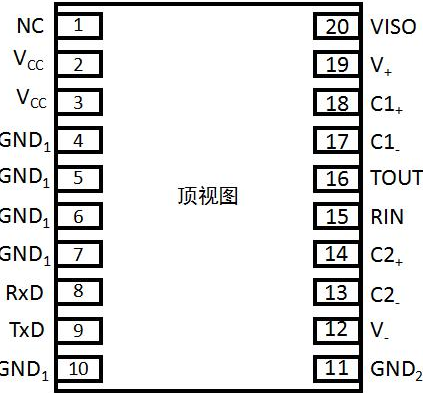 NC 1 20 VISO
VCC 2 19 V+
VCC 3 18 C1+
GND1 4 17 C1-
GND1 5 16 TOUT
顶视图
GND1 6 15 RIN
GND1 7 14 C2+
RxD 8 13 C2-
TxD 9 12 V-
GND1 10 11 GND2